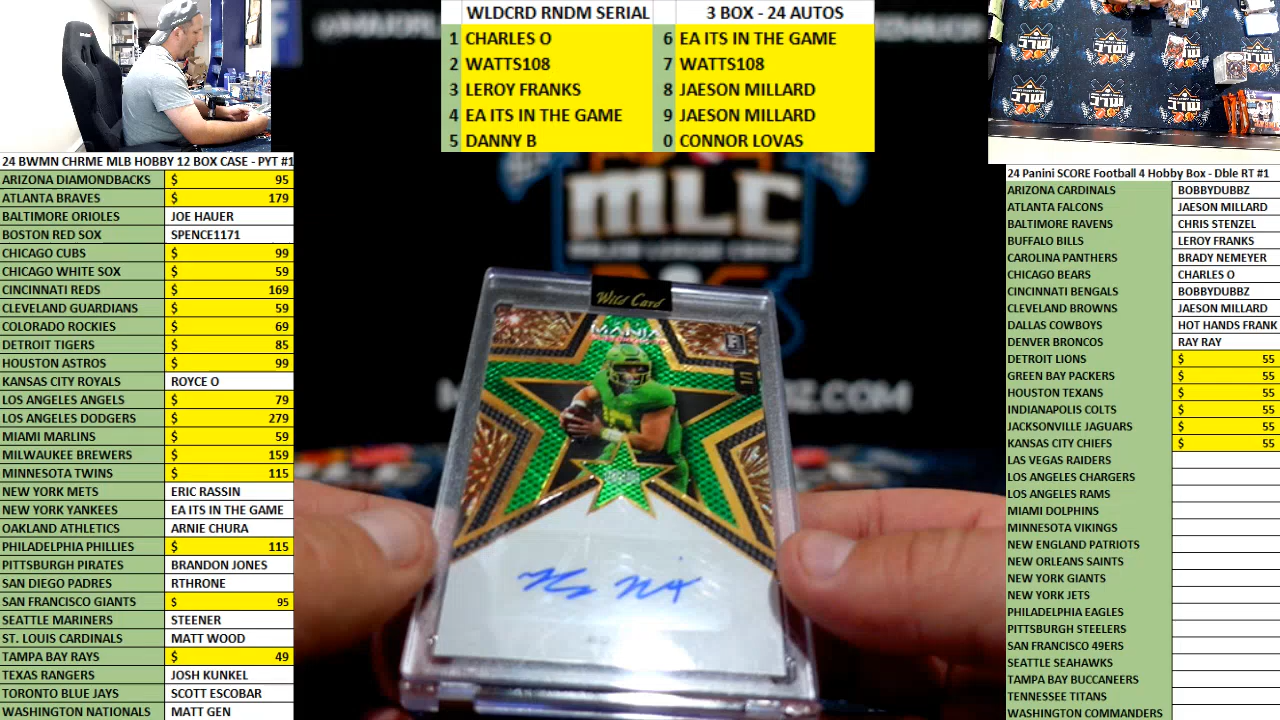 WLDCRD RNDM SERIAL 3 BOX - 24 AUTOS
1 CHARLES O 6 EA ITS IN THE GAME
2 WATTS108 7 WATTS108
3 LEROY FRANKS 8 JAESON MILLARD
4 EA ITS IN THE GAME 9 JAESON MILLARD
5 DANNY B 0 CONNOR LOVAS
24 BWMN CHRME MLB HOBBY 12 BOX CASE - PYT #1
ARIZONA DIAMONDBACKS $ 95
ATLANTA BRAVES $ 179
BALTIMORE ORIOLES JOE HAUER
BOSTON RED SOX SPENCE1171
CHICAGO CUBS $ 99
CHICAGO WHITE SOX $ 59
CINCINNATI REDS $ 169
CLEVELAND GUARDIANS $ 59
COLORADO ROCKIES $ 69
DETROIT TIGERS $ 85
HOUSTON ASTROS $ 99
KANSAS CITY ROYALS ROYCE O
LOS ANGELES ANGELS $ 79
LOS ANGELES DODGERS $ 279
MIAMI MARLINS $ 59
MILWAUKEE BREWERS $ 159
MINNESOTA TWINS $ 115
NEW YORK METS ERIC RASSIN
NEW YORK YANKEES EA ITS IN THE GAME
OAKLAND ATHLETICS ARNIE CHURA
PHILADELPHIA PHILLIES $ 115
PITTSBURGH PIRATES BRANDON JONES
SAN DIEGO PADRES RTHRONE
SAN FRANCISCO GIANTS $ 95
SEATTLE MARINERS STEENER
ST. LOUIS CARDINALS MATT WOOD
TAMPA BAY RAYS $ 49
TEXAS RANGERS JOSH KUNKEL
TORONTO BLUE JAYS SCOTT ESCOBAR
WASHINGTON NATIONALS MATT GEN
MLC
Wild Card
MANIA
1/1
24 Panini SCORE Football 4 Hobby Box - Dble RT #1
ARIZONA CARDINALS BOBBYDUBBZ
ATLANTA FALCONS JAESON MILLARD
BALTIMORE RAVENS CHRIS STENZEL
BUFFALO BILLS LEROY FRANKS
CAROLINA PANTHERS BRADY NEMEYER
CHICAGO BEARS CHARLES O
CINCINNATI BENGALS BOBBYDUBBZ
CLEVELAND BROWNS JAESON MILLARD
DALLAS COWBOYS HOT HANDS FRANK
DENVER BRONCOS RAY RAY
DETROIT LIONS $ 55
GREEN BAY PACKERS $ 55
HOUSTON TEXANS $ 55
INDIANAPOLIS COLTS $ 55
JACKSONVILLE JAGUARS $ 55
KANSAS CITY CHIEFS $ 55
LAS VEGAS RAIDERS
LOS ANGELES CHARGERS
LOS ANGELES RAMS
MIAMI DOLPHINS
MINNESOTA VIKINGS
NEW ENGLAND PATRIOTS
NEW ORLEANS SAINTS
NEW YORK GIANTS
NEW YORK JETS
PHILADELPHIA EAGLES
PITTSBURGH STEELERS
SAN FRANCISCO 49ERS
SEATTLE SEAHAWKS
TAMPA BAY BUCCANEERS
TENNESSEE TITANS
WASHINGTON COMMANDERS